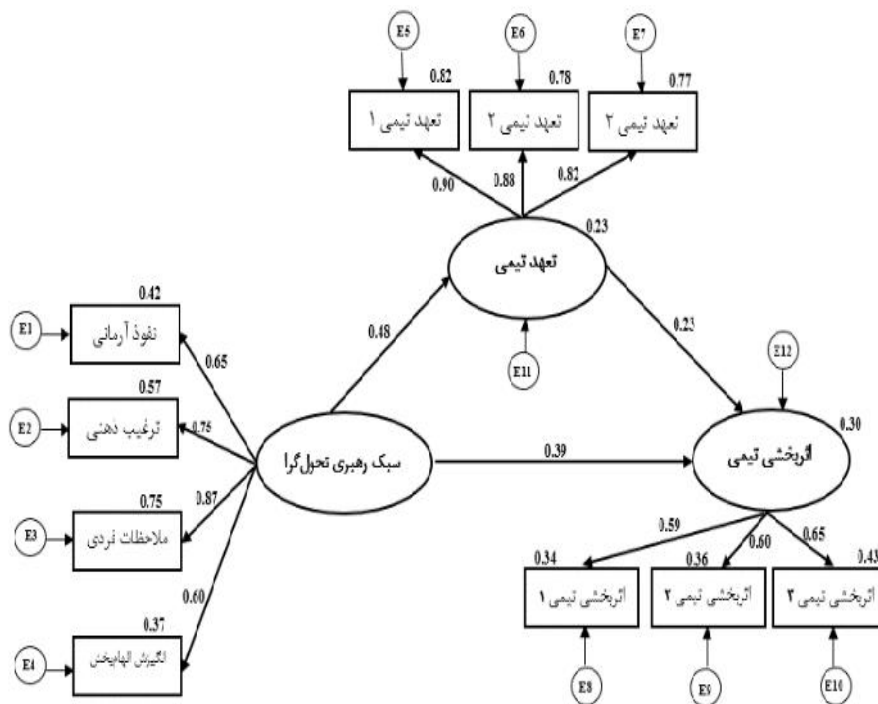 E5
E6
E7
0.82
0.78
0.77
تعهد تیمی ۱
تعهد تیمی ۲
تعهد تیمی ۳
0.90
0.88
0.82
0.23
تعهد تیمی
E11
0.48
0.23
E12
0.30
0.42
E1
نفوذ آرمانی
0.65
0.57
E2
ترغیب ذهنی
0.75
سبک رهبری تحول‌گرا
0.39
اثربخشی تیمی
0.75
E3
ملاحظات فردی
0.87
0.37
E4
انگیزش الهام‌بخش
0.60
0.59
0.60
0.65
0.34
0.36
0.43
اثربخشی تیمی ۱
اثربخشی تیمی ۲
اثربخشی تیمی ۳
E8
E9
E10